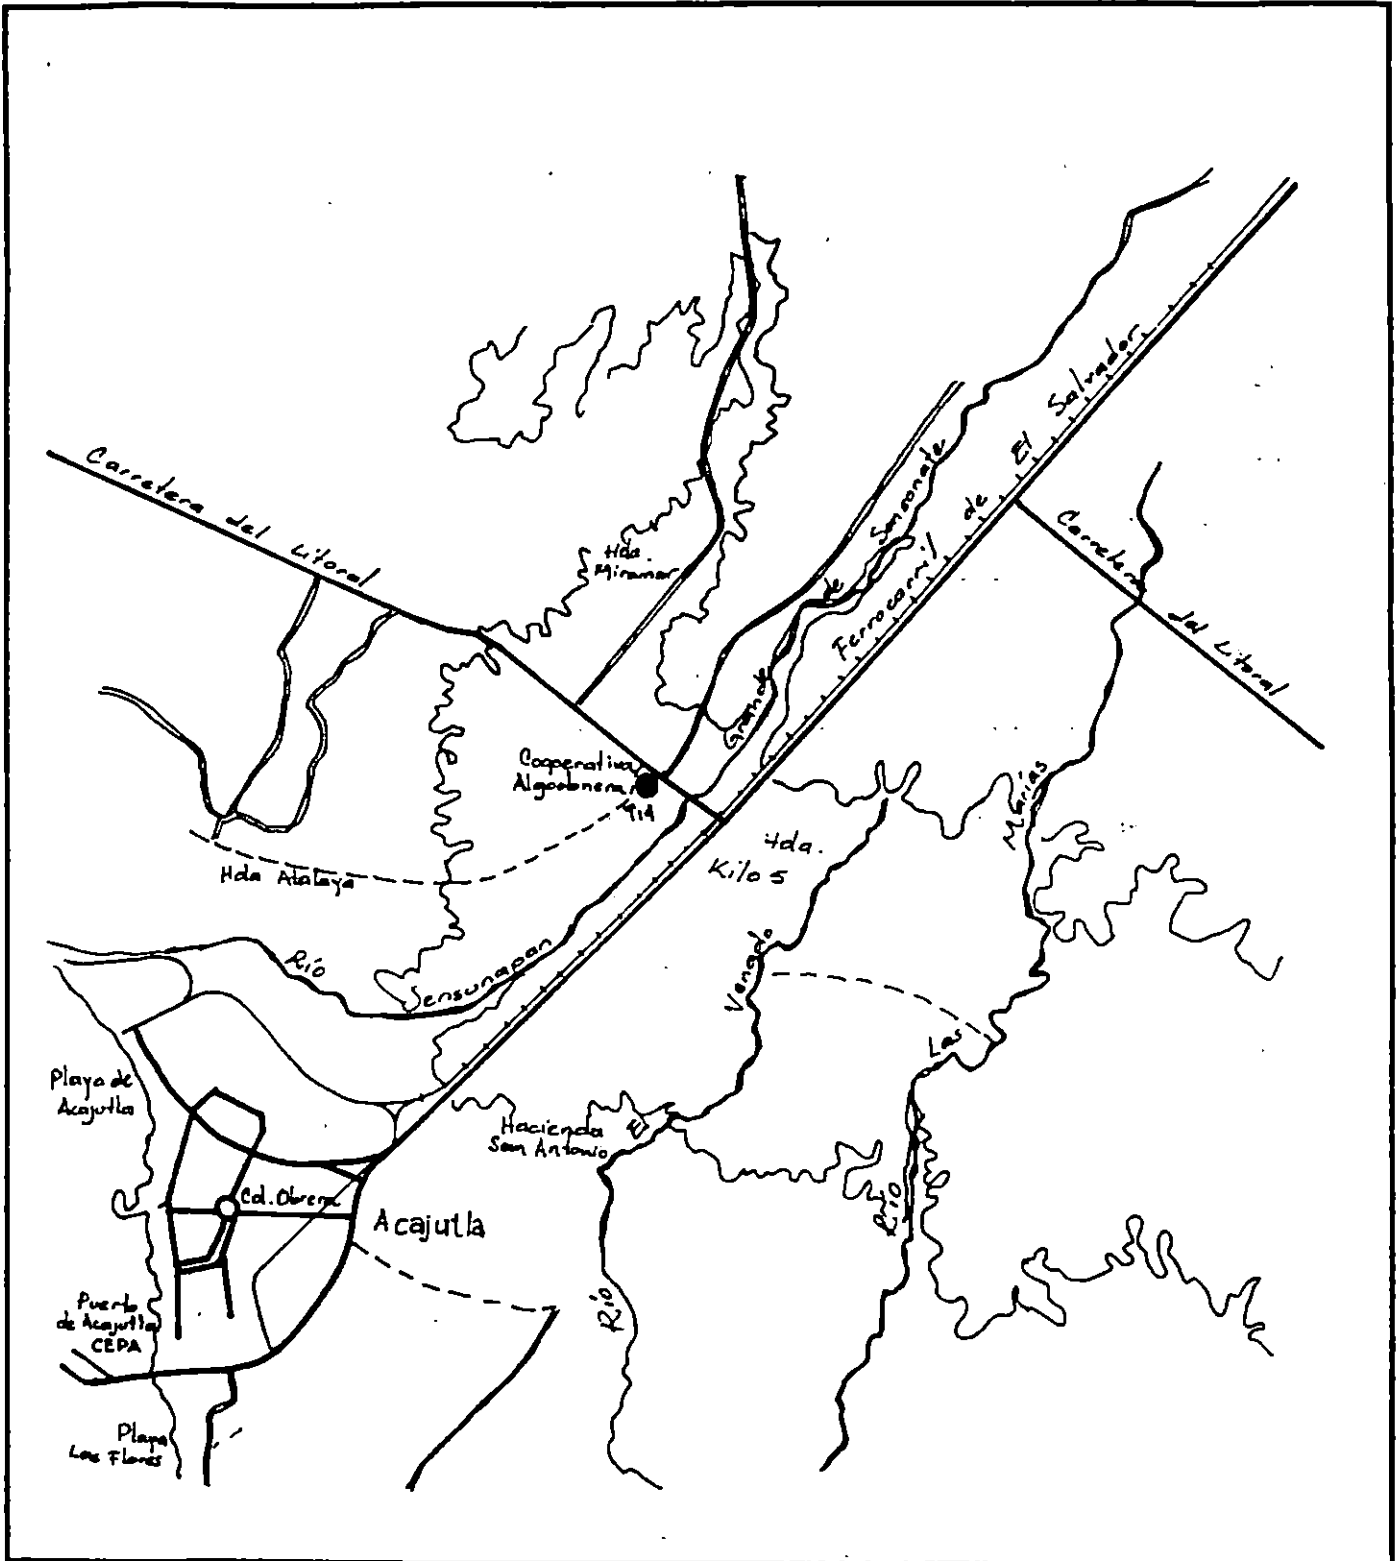 Carretera del Litoral
Hda.
Miramar
Grande de Sonsonate
Ferrocarril de El Salvador
Carretera del Litoral
Cooperativa
Algodonera
Hda Atalaya
Hda.
Kilo 5
Río Sensunapan
Río El Venado
Río Las Marías
Playa de
Acajutla
Hacienda
San Antonio
Col. Obrera
Acajutla
Puerto
de Acajutla
CEPA
Playa
Las Flores